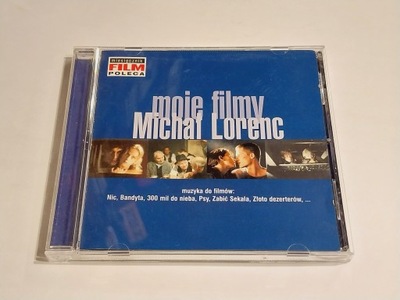 miesięcznik
FILM
POLECA
moje filmy
Michał Lorenc
muzyka do filmów:
Nic, Bandyta, 300 mil do nieba, Psy, Zabić Sekala, Złoto dezerterów, ...